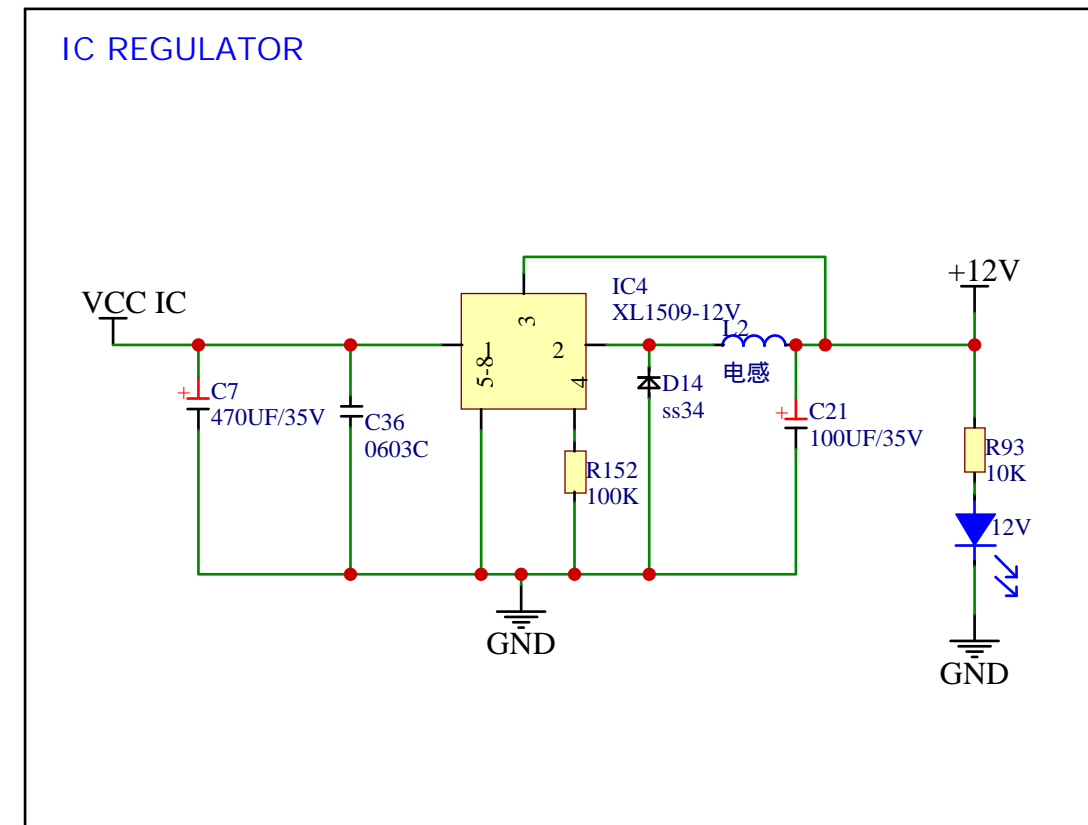 IC REGULATOR
+12V
IC4
XL1509-12V
VCC IC
3
L2
1
2
5-8
4
电感
D14
ss34
+
C7
470UF/35V
+
C21
100UF/35V
C36
0603C
R93
10K
R152
100K
12V
GND
GND